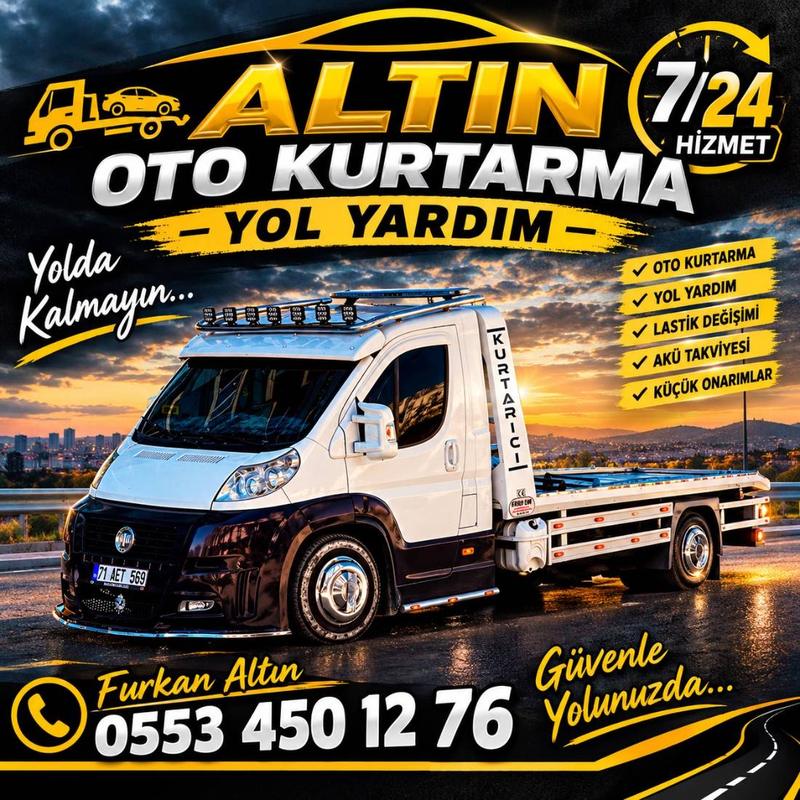 ALTIN
7/24
HİZMET
OTO KURTARMA
- YOL YARDIM -
Yolda
Kalmayın...
✓ OTO KURTARMA
✓ YOL YARDIM
✓ LASTİK DEĞİŞİMİ
✓ AKÜ TAKVİYESİ
✓ KÜÇÜK ONARIMLAR
KURTARICI
71 AET 569
Furkan Altın
0553 450 12 76
Güvenle
Yolunuzda...